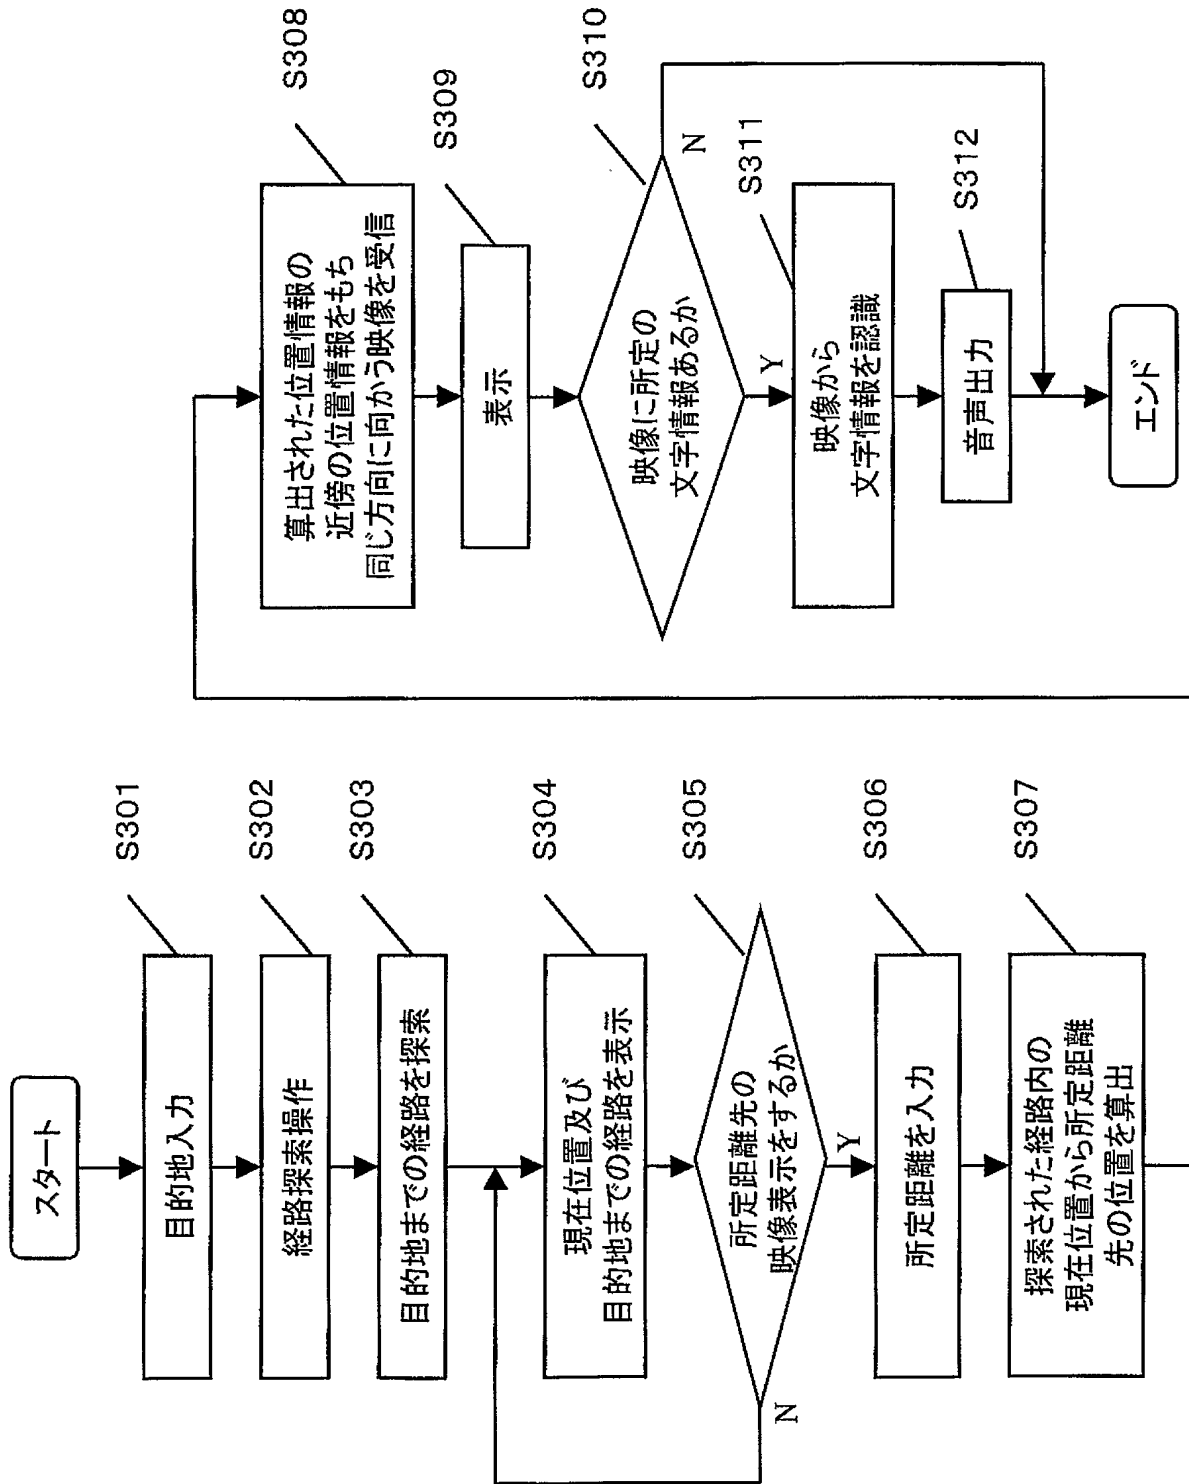 スタート
目的地入力
S301
経路探索操作
S302
目的地までの経路を探索
S303
現在位置及び
目的地までの経路を表示
S304
所定距離先の
映像表示をするか
S305
N
Y
所定距離を入力
S306
探索された経路内の
現在位置から所定距離
先の位置を算出
S307
算出された位置情報の
近傍の位置情報をもち
同じ方向に向かう映像を受信
S308
表示
S309
映像に所定の
文字情報あるか
S310
N
Y
映像から
文字情報を認識
S311
音声出力
S312
エンド